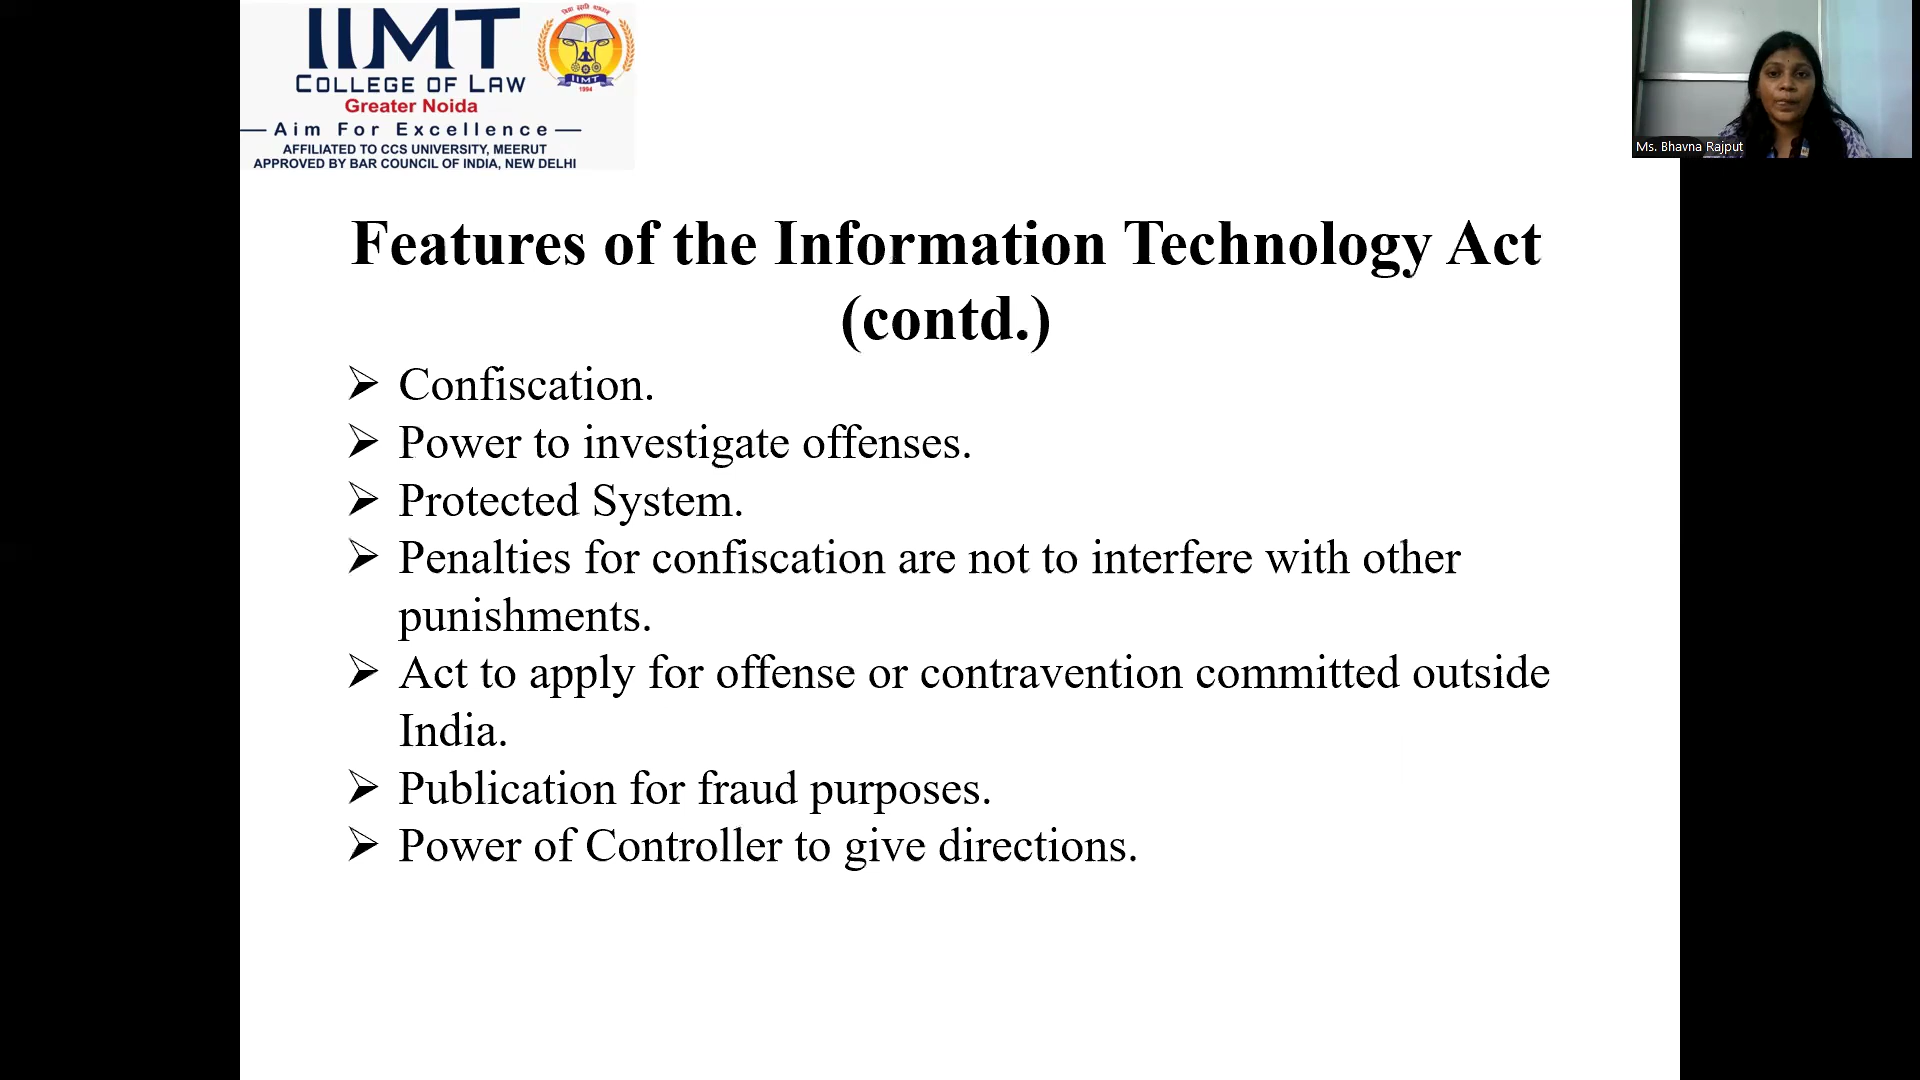 IIMT
COLLEGE OF LAW
Greater Noida
Aim For Excellence
AFFILIATED TO CCS UNIVERSITY, MEERUT
APPROVED BY BAR COUNCIL OF INDIA, NEW DELHI
IIMT
1994
Ms. Bhavna Rajput
Features of the Information Technology Act
(contd.)
➢ Confiscation.
➢ Power to investigate offenses.
➢ Protected System.
➢ Penalties for confiscation are not to interfere with other
punishments.
➢ Act to apply for offense or contravention committed outside
India.
➢ Publication for fraud purposes.
➢ Power of Controller to give directions.